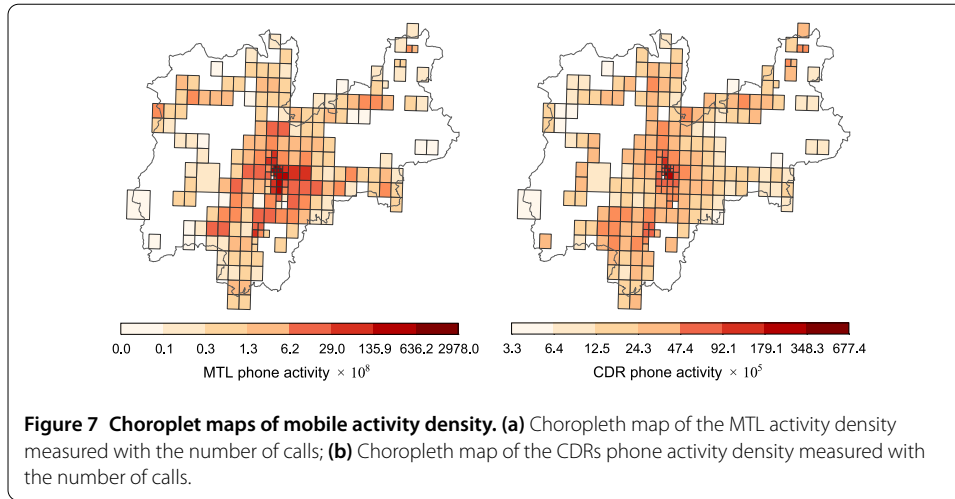 0.0 0.1 0.3 1.3 6.2 29.0 135.9 636.2 2978.0
MTL phone activity × 10⁸
3.3 6.4 12.5 24.3 47.4 92.1 179.1 348.3 677.4
CDR phone activity × 10⁵
Figure 7 Choroplet maps of mobile activity density. (a) Choropleth map of the MTL activity density
measured with the number of calls; (b) Choropleth map of the CDRs phone activity density measured with
the number of calls.